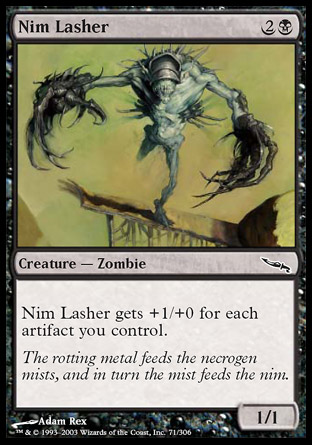 Nim Lasher 2
Creature — Zombie
Nim Lasher gets +1/+0 for each
artifact you control.
The rotting metal feeds the necrogen
mists, and in turn the mist feeds the nim.
Adam Rex
™ & © 1993–2003 Wizards of the Coast, Inc. 71/306
1/1